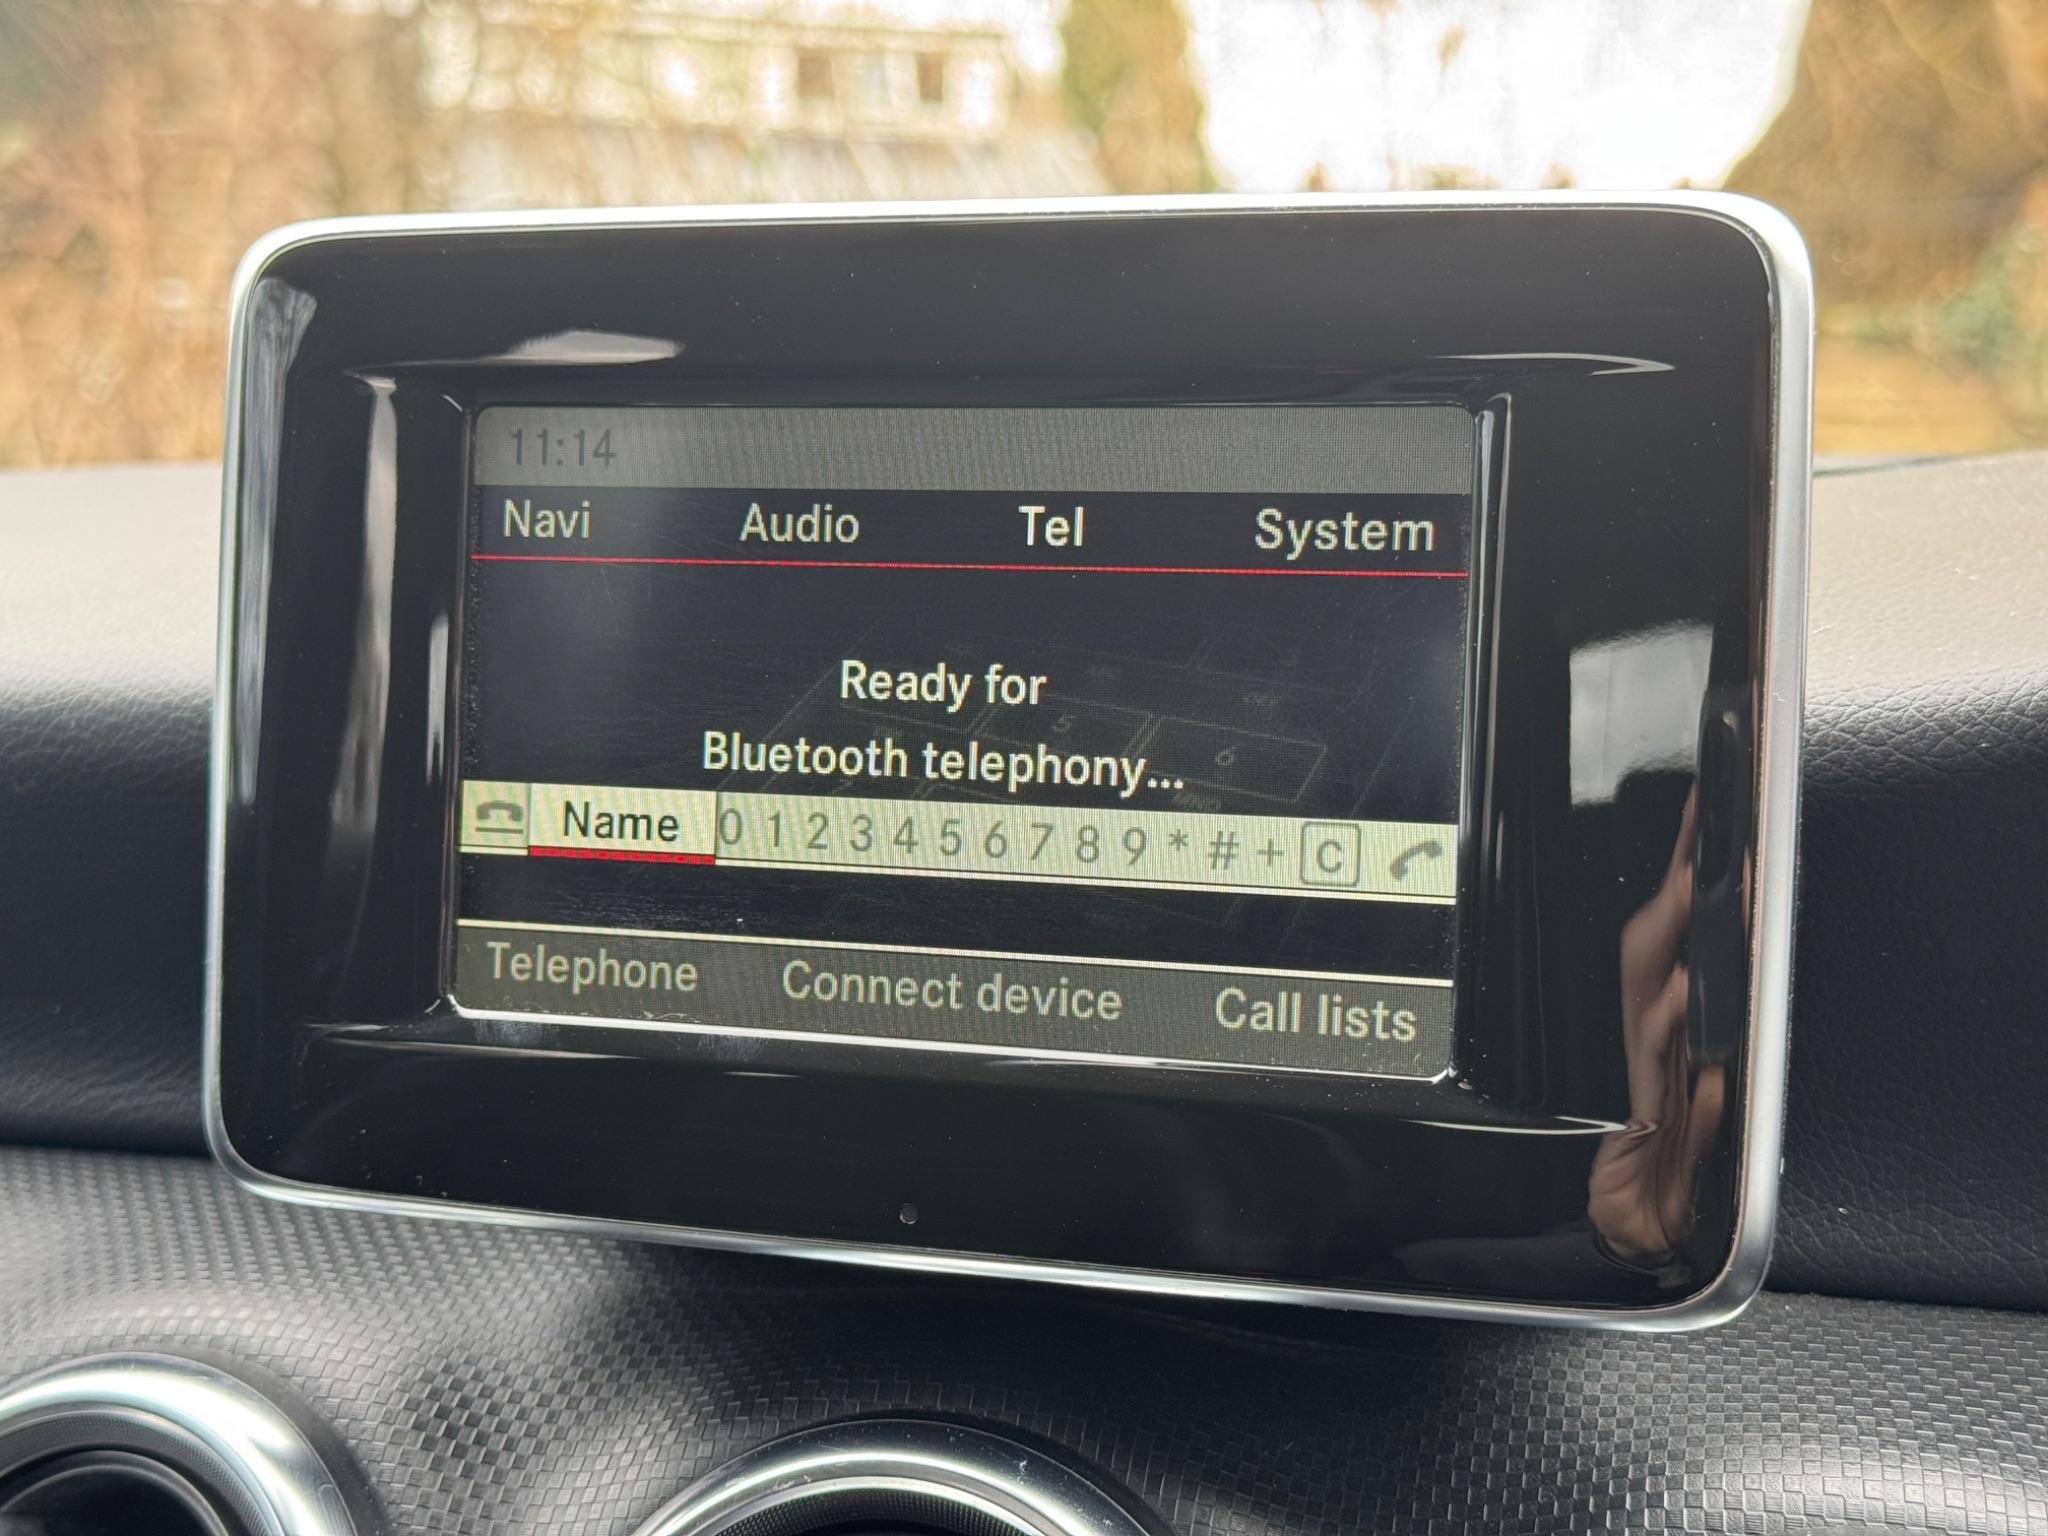 11:14
Navi Audio Tel System
Ready for
Bluetooth telephony...
Name 0 1 2 3 4 5 6 7 8 9 * # + C
Telephone Connect device Call lists